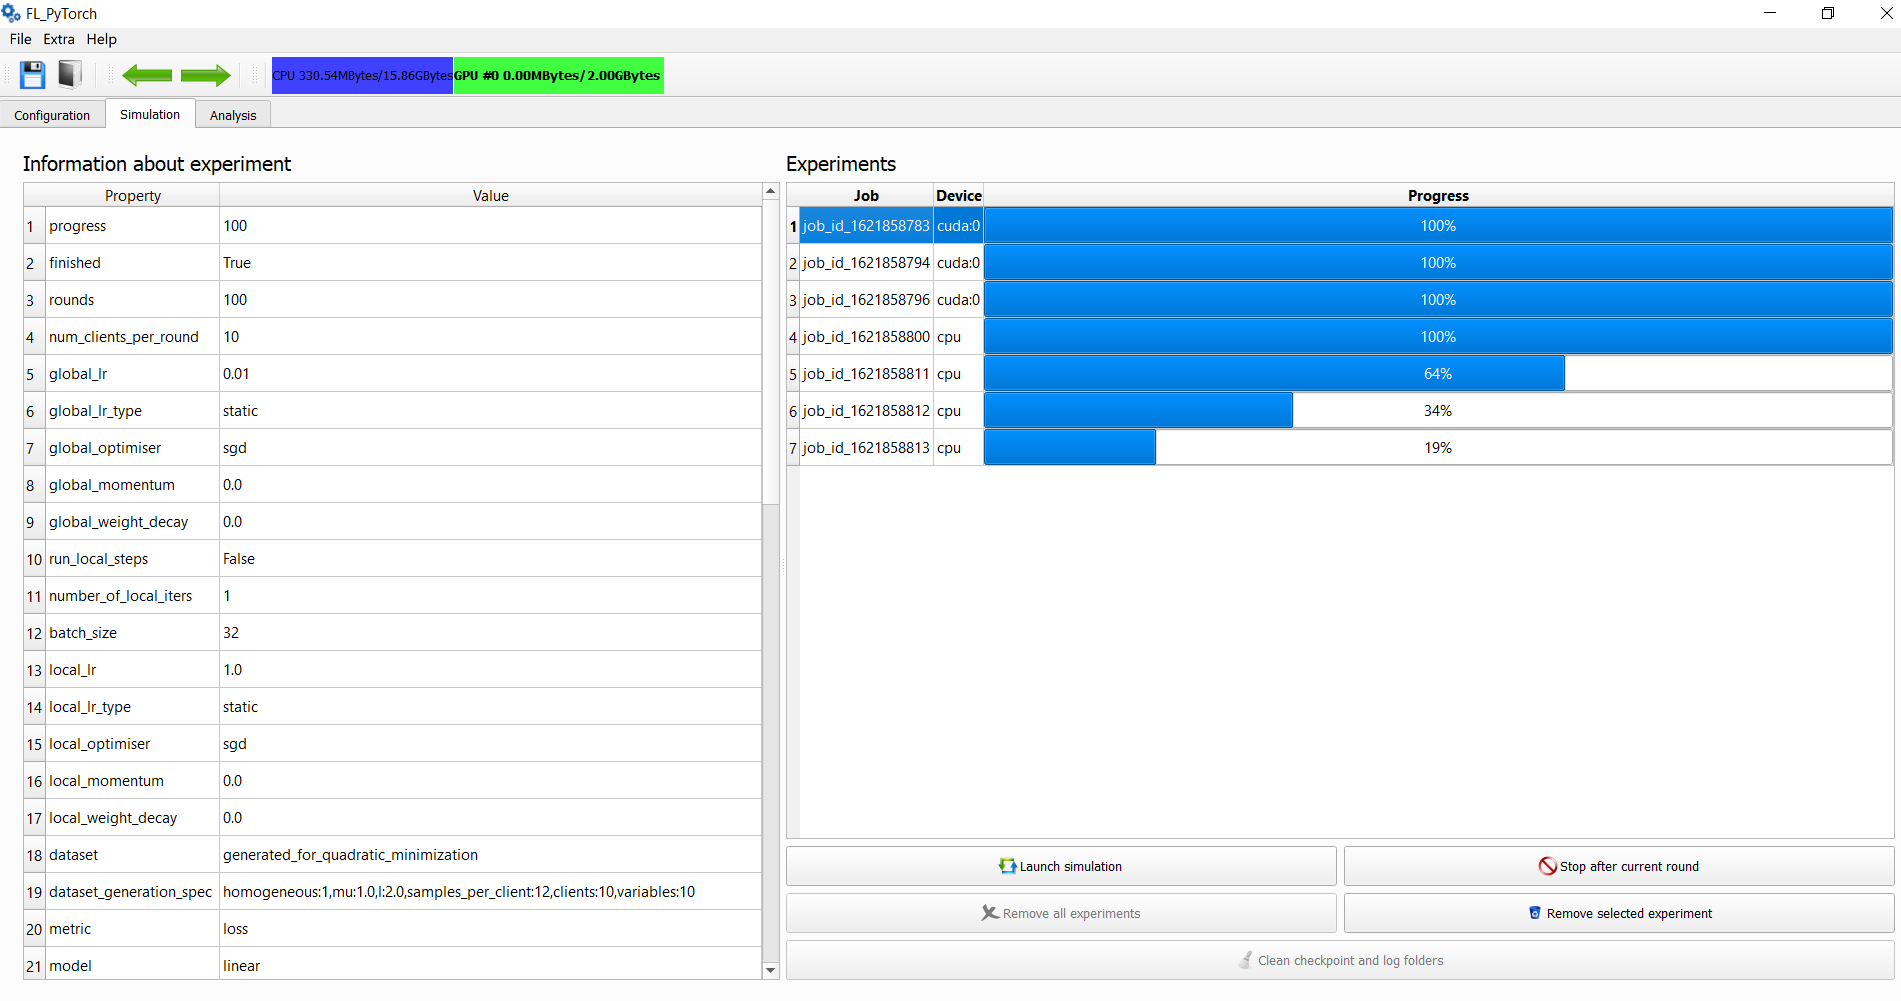 FL_PyTorch
File Extra Help
CPU 330.54MBytes/15.86GBytes GPU #0 0.00MBytes/2.00GBytes
Configuration Simulation Analysis
Information about experiment
Property Value
1 progress 100
2 finished True
3 rounds 100
4 num_clients_per_round 10
5 global_lr 0.01
6 global_lr_type static
7 global_optimiser sgd
8 global_momentum 0.0
9 global_weight_decay 0.0
10 run_local_steps False
11 number_of_local_iters 1
12 batch_size 32
13 local_lr 1.0
14 local_lr_type static
15 local_optimiser sgd
16 local_momentum 0.0
17 local_weight_decay 0.0
18 dataset generated_for_quadratic_minimization
19 dataset_generation_spec homogeneous:1,mu:1.0,l:2.0,samples_per_client:12,clients:10,variables:10
20 metric loss
21 model linear
Experiments
Job Device Progress
1 job_id_1621858783 cuda:0 100%
2 job_id_1621858794 cuda:0 100%
3 job_id_1621858796 cuda:0 100%
4 job_id_1621858800 cpu 100%
5 job_id_1621858811 cpu 64%
6 job_id_1621858812 cpu 34%
7 job_id_1621858813 cpu 19%
Launch simulation Stop after current round
Remove all experiments Remove selected experiment
Clean checkpoint and log folders